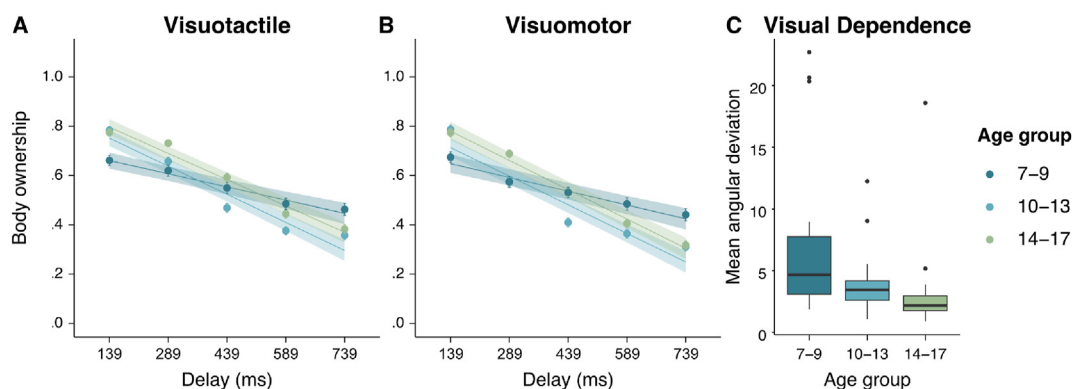 A Visuotactile
B Visuomotor
C Visual Dependence
Body ownership
1.0
.8
.6
.4
.2
.0
139 289 439 589 739
Delay (ms)
1.0
.8
.6
.4
.2
.0
139 289 439 589 739
Delay (ms)
Mean angular deviation
20
15
10
5
0
7–9 10–13 14–17
Age group
Age group
7–9
10–13
14–17